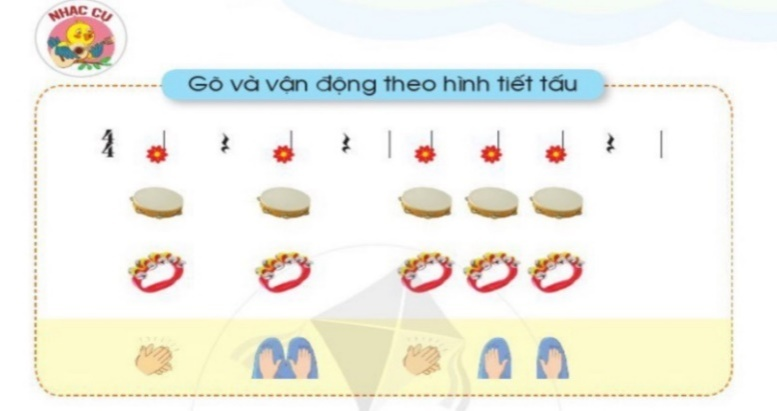 NHẠC CỤ
Gõ và vận động theo hình tiết tấu
4
4